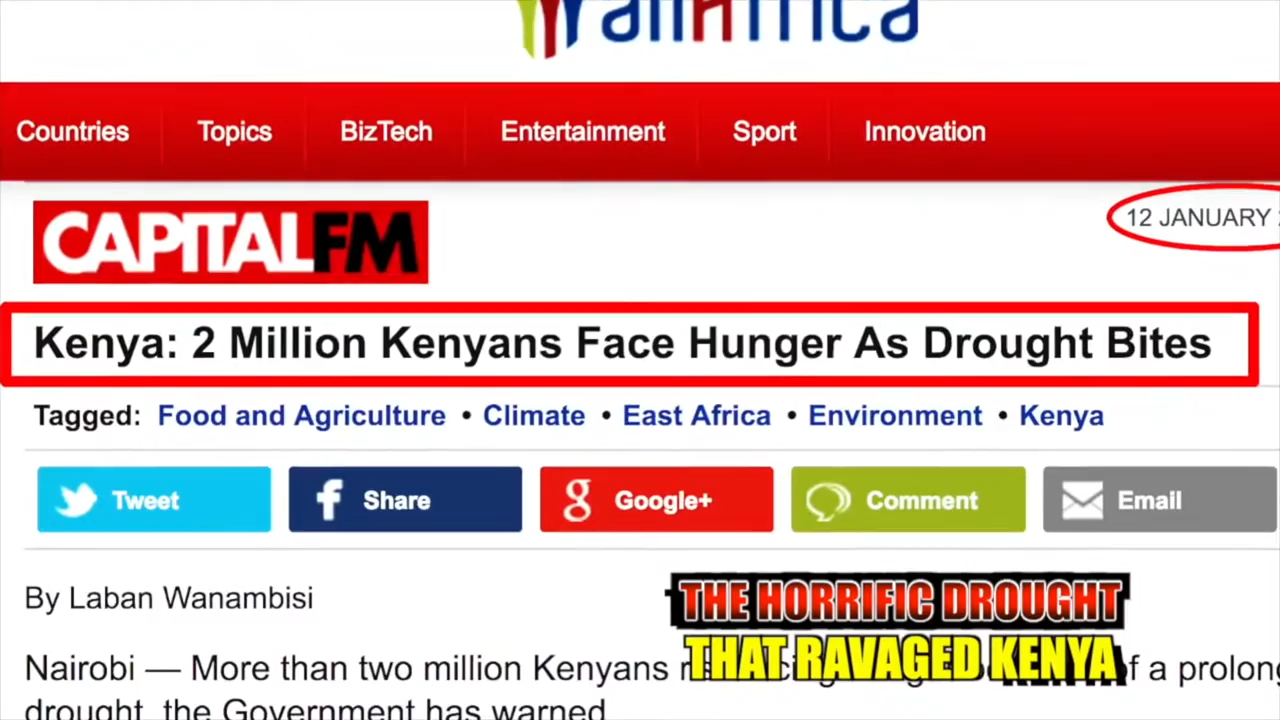 allAfrica
Countries Topics BizTech Entertainment Sport Innovation
CAPITALFM
12 JANUARY
Kenya: 2 Million Kenyans Face Hunger As Drought Bites
Tagged: Food and Agriculture • Climate • East Africa • Environment • Kenya
Tweet Share Google+ Comment Email
By Laban Wanambisi
THE HORRIFIC DROUGHT
THAT RAVAGED KENYA
Nairobi — More than two million Kenyans of a
drought, the Government has warned